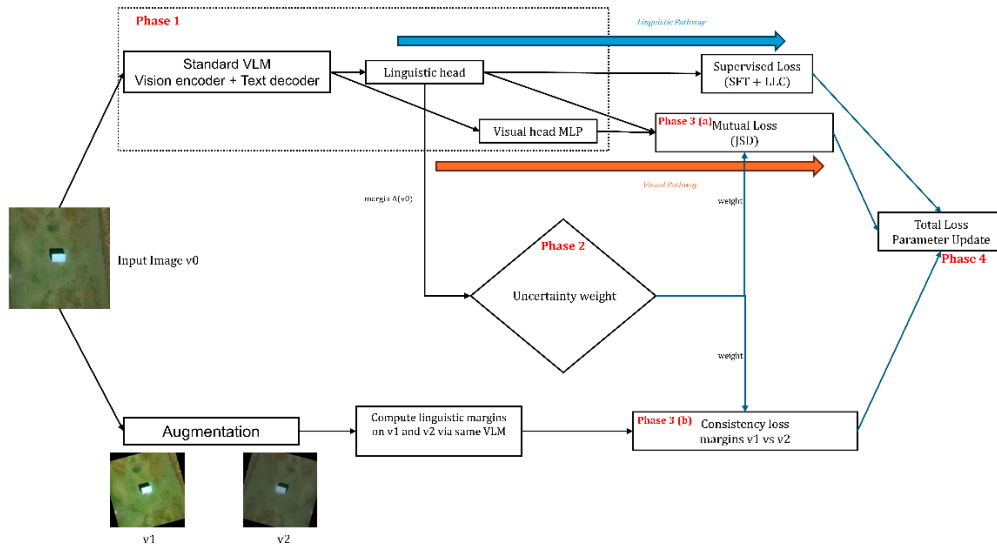 Phase 1
Linguistic Pathway
Standard VLM
Vision encoder + Text decoder
Linguistic head
Supervised Loss
(SFT + LLC)
Visual head MLP
Phase 3 (a)
Mutual Loss
(JSD)
Visual Pathway
margin Δ(v0)
weight
Input Image v0
Phase 2
Uncertainty weight
Total Loss
Parameter Update
Phase 4
weight
Augmentation
Compute linguistic margins
on v1 and v2 via same VLM
Phase 3 (b)
Consistency loss
margins v1 vs v2
v1
v2